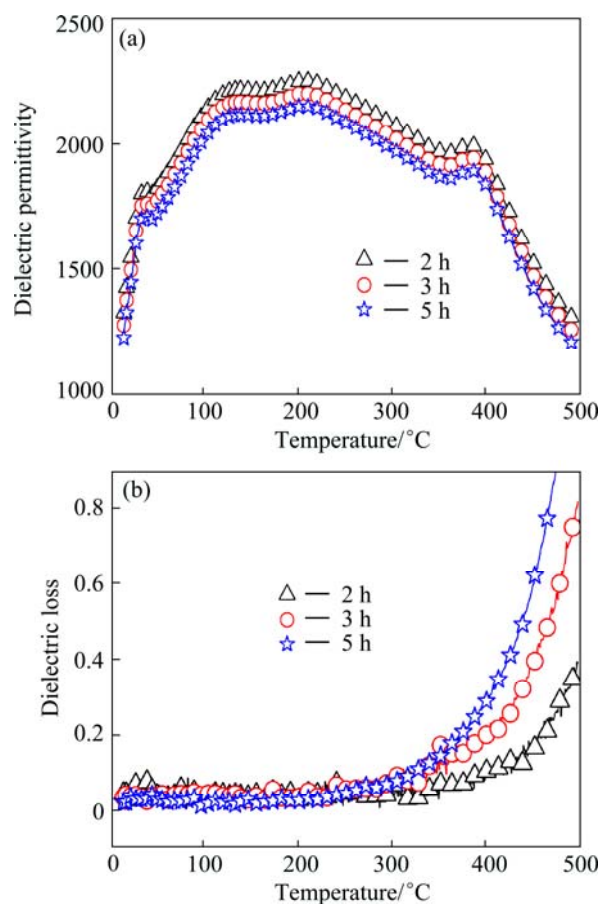 (a)
Dielectric permittivity
2500
2000
1500
1000
2 h
3 h
5 h
0 100 200 300 400 500
Temperature/°C
(b)
Dielectric loss
0.8
0.6
0.4
0.2
0
2 h
3 h
5 h
0 100 200 300 400 500
Temperature/°C